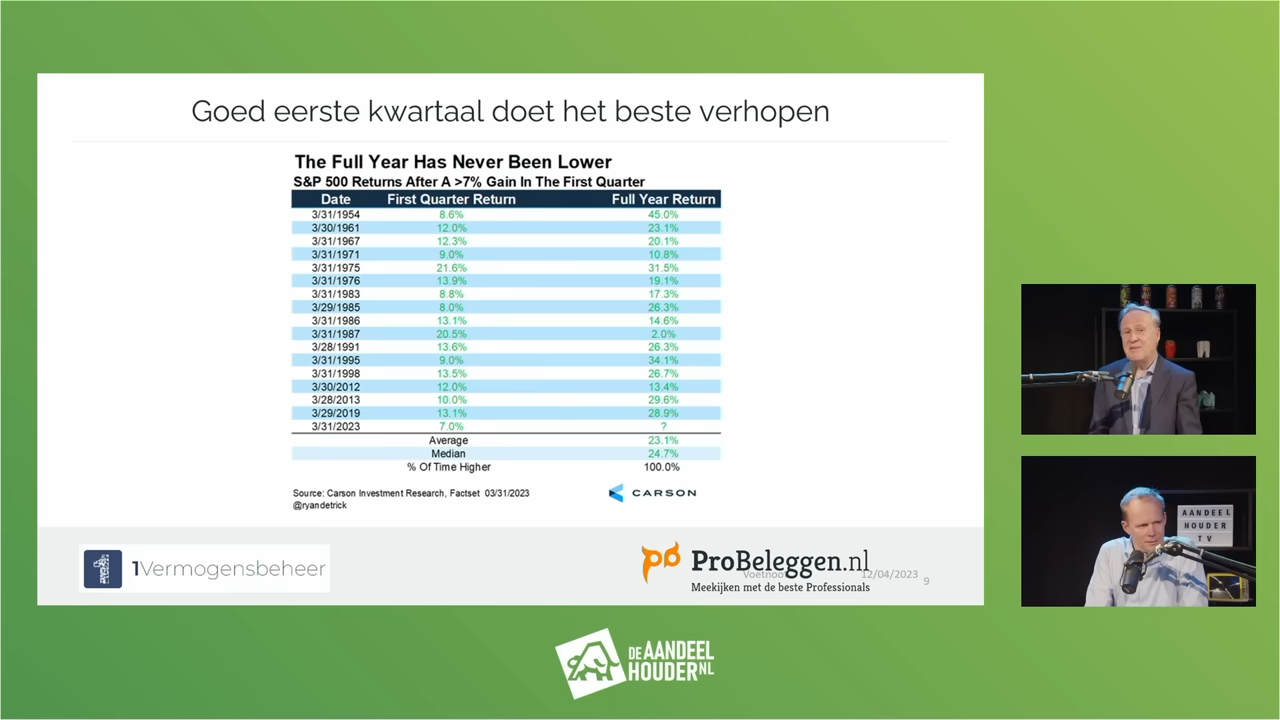 Goed eerste kwartaal doet het beste verhopen
The Full Year Has Never Been Lower
S&P 500 Returns After A >7% Gain In The First Quarter
Date First Quarter Return Full Year Return
3/31/1954 8.6% 45.0%
3/30/1961 12.0% 23.1%
3/31/1967 12.3% 20.1%
3/31/1971 9.0% 10.8%
3/31/1975 21.6% 31.5%
3/31/1976 13.9% 19.1%
3/31/1983 8.8% 17.3%
3/29/1985 8.0% 26.3%
3/31/1986 13.1% 14.6%
3/31/1987 20.5% 2.0%
3/28/1991 13.6% 26.3%
3/31/1995 9.0% 34.1%
3/31/1998 13.5% 26.7%
3/30/2012 12.0% 13.4%
3/28/2013 10.0% 29.6%
3/29/2019 13.1% 28.9%
3/31/2023 7.0% ?
Average 23.1%
Median 24.7%
% Of Time Higher 100.0%
Source: Carson Investment Research, Factset 03/31/2023
@ryandetrick
CARSON
1Vermogensbeheer
ProBeleggen.nl
12/04/2023
9
Meekijken met de beste Professionals
AANDEEL
HOUDER
TV
DE AANDEEL
HOUDER NL